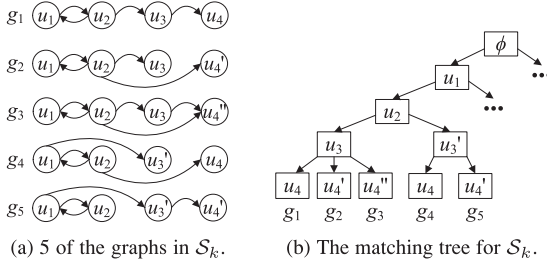 g₁ u₁ u₂ u₃ u₄
g₂ u₁ u₂ u₃ u₄'
g₃ u₁ u₂ u₃ u₄''
g₄ u₁ u₂ u₃' u₄
g₅ u₁ u₂ u₃' u₄'
(a) 5 of the graphs in 𝒮ₖ.
ϕ
u₁ •••
u₂ •••
u₃ u₃'
u₄ u₄' u₄'' u₄ u₄'
g₁ g₂ g₃ g₄ g₅
(b) The matching tree for 𝒮ₖ.